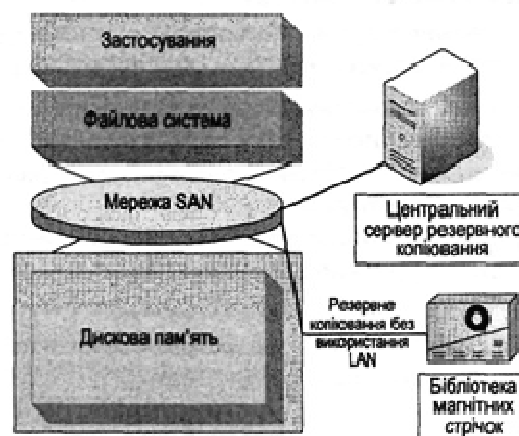 Застосування
Файлова система
Мережа SAN
Центральний
сервер резервного
копіювання
Дискова пам'ять
Резервне
копіювання без
використання
LAN
Бібліотека
магнітних
стрічок